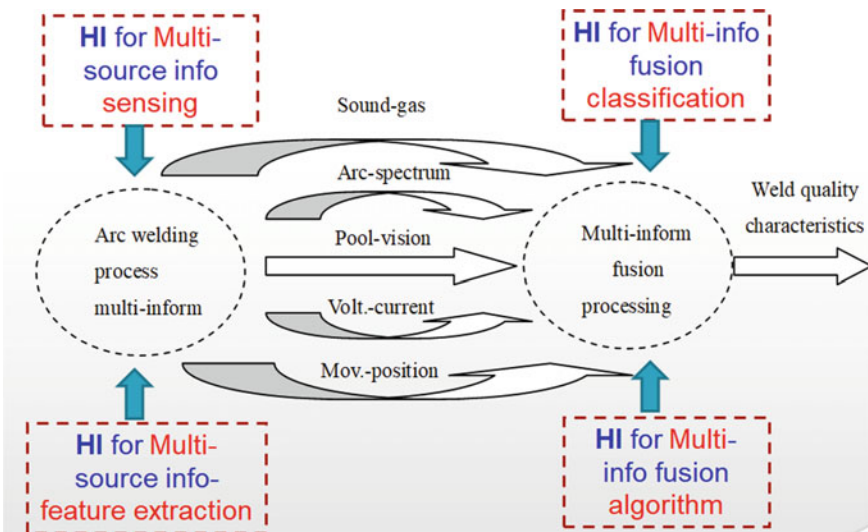 HI for Multi-
source info
sensing
HI for Multi-info
fusion
classification
Sound-gas
Arc-spectrum
Pool-vision
Volt.-current
Mov.-position
Arc welding
process
multi-inform
Multi-inform
fusion
processing
Weld quality
characteristics
HI for Multi-
source info-
feature extraction
HI for Multi-
info fusion
algorithm